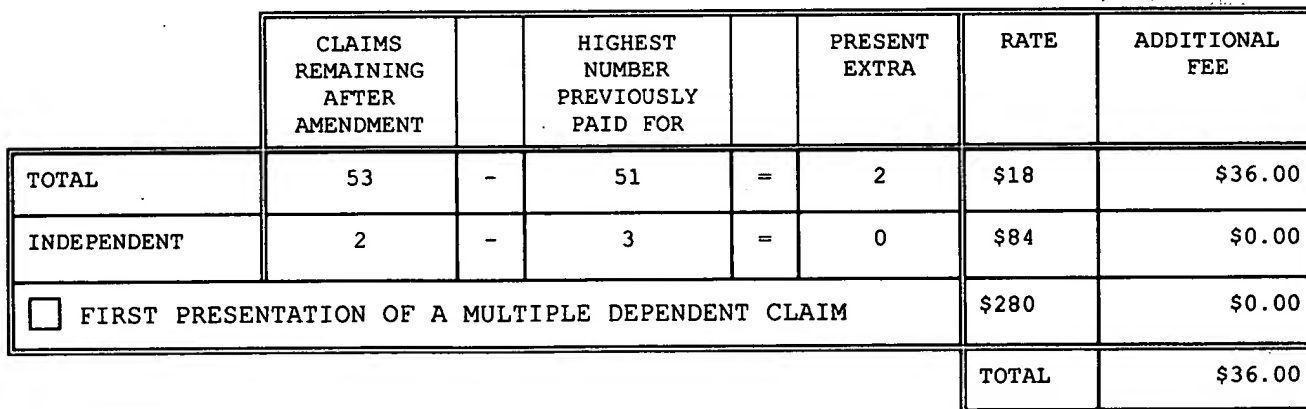 CLAIMS REMAINING AFTER AMENDMENT HIGHEST NUMBER PREVIOUSLY PAID FOR PRESENT EXTRA RATE ADDITIONAL FEE
TOTAL 53 - 51 = 2 $18 $36.00
INDEPENDENT 2 - 3 = 0 $84 $0.00
FIRST PRESENTATION OF A MULTIPLE DEPENDENT CLAIM $280 $0.00
TOTAL $36.00